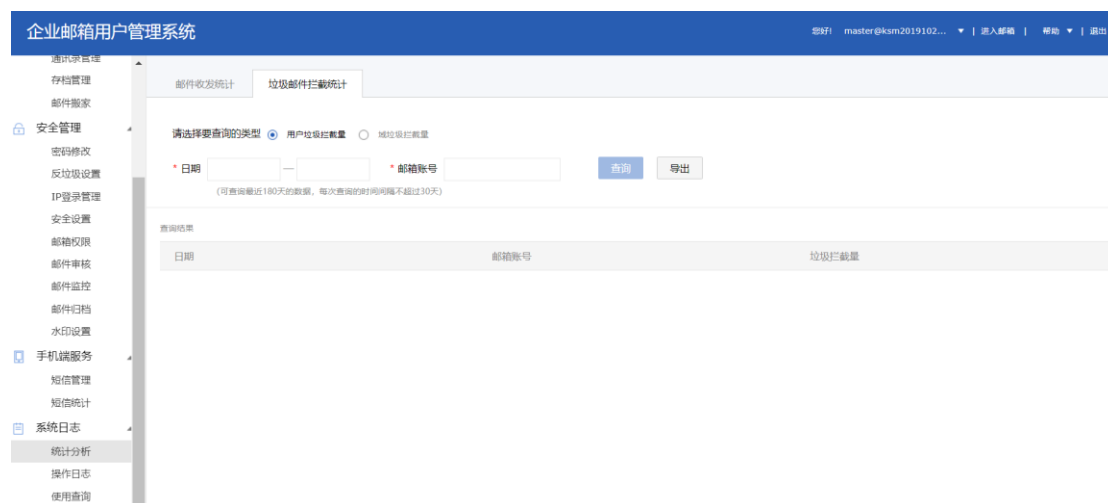 企业邮箱用户管理系统
您好! master@ksm2019102... ▼ | 进入邮箱 | 帮助 ▼ | 退出
通讯录管理
存档管理
邮件搬家
安全管理
密码修改
反垃圾设置
IP登录管理
安全设置
邮箱权限
邮件审核
邮件监控
邮件归档
水印设置
手机端服务
短信管理
短信统计
系统日志
统计分析
操作日志
使用查询
邮件收发统计 垃圾邮件拦截统计
请选择要查询的类型 用户垃圾拦截量 域垃圾拦截量
* 日期 — * 邮箱账号 查询 导出
(可查询最近180天的数据，每次查询的时间间隔不超过30天)
查询结果
日期 邮箱账号 垃圾拦截量